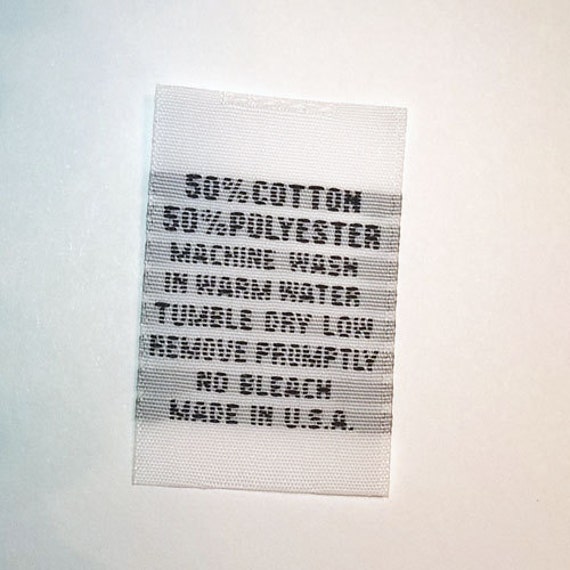 50% COTTON
50% POLYESTER
MACHINE WASH
IN WARM WATER
TUMBLE DRY LOW
REMOVE PROMPTLY
NO BLEACH
MADE IN U.S.A.